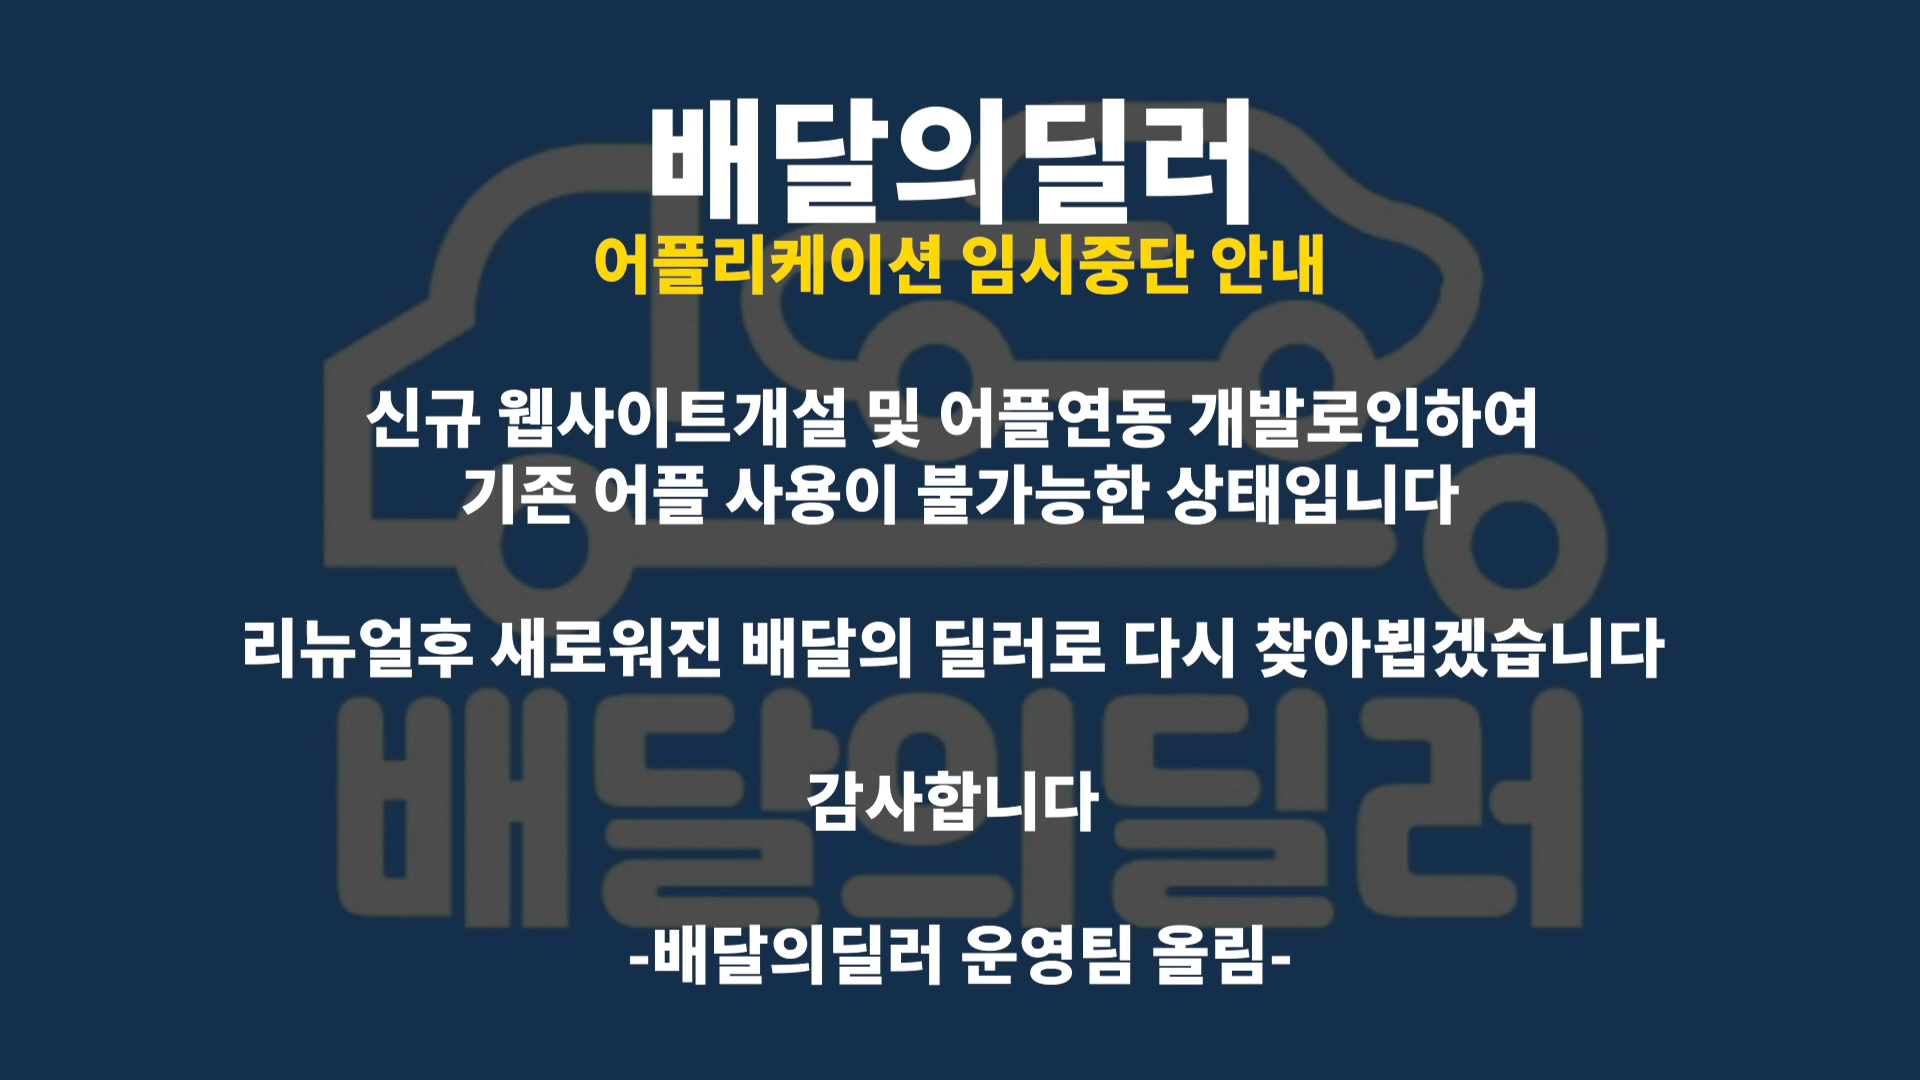 배달의딜러
어플리케이션 임시중단 안내
신규 웹사이트개설 및 어플연동 개발로인하여
기존 어플 사용이 불가능한 상태입니다
리뉴얼후 새로워진 배달의 딜러로 다시 찾아뵙겠습니다
배달의딜러
감사합니다
-배달의딜러 운영팀 올림-